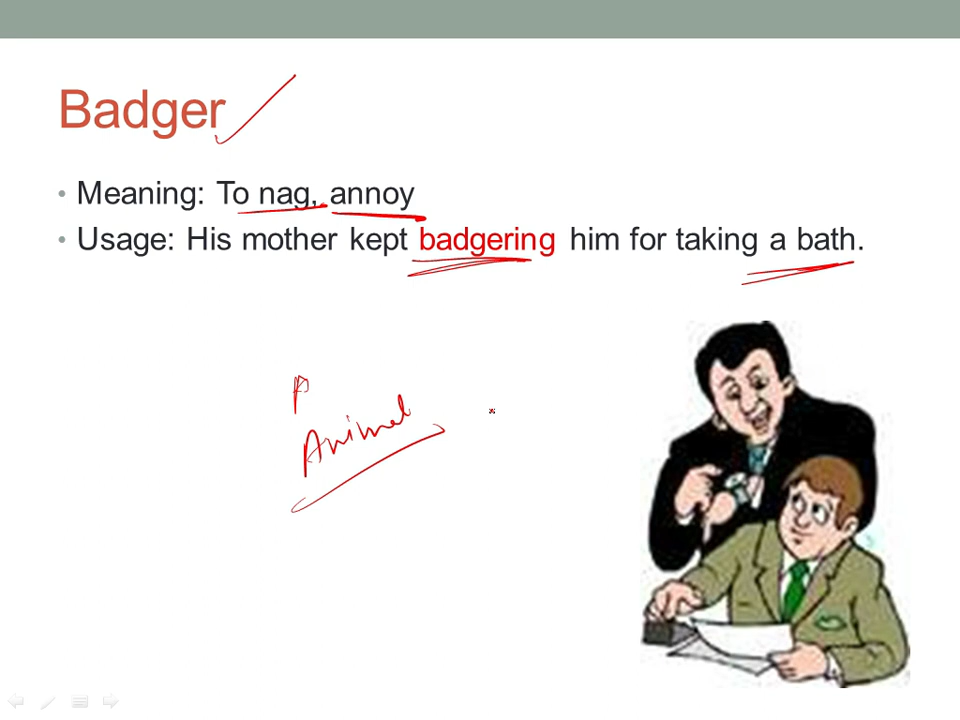 Badger
• Meaning: To nag, annoy
• Usage: His mother kept badgering him for taking a bath.
A
Animal